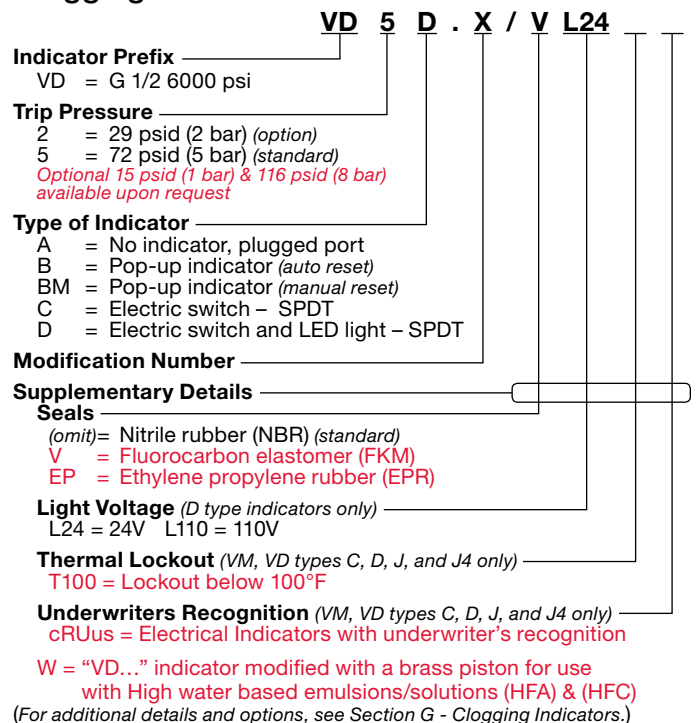 VD 5 D . X / V L24
Indicator Prefix
VD = G 1/2 6000 psi
Trip Pressure
2 = 29 psid (2 bar) (option)
5 = 72 psid (5 bar) (standard)
Optional 15 psid (1 bar) & 116 psid (8 bar)
available upon request
Type of Indicator
A = No indicator, plugged port
B = Pop-up indicator (auto reset)
BM = Pop-up indicator (manual reset)
C = Electric switch – SPDT
D = Electric switch and LED light – SPDT
Modification Number
Supplementary Details
Seals
(omit)= Nitrile rubber (NBR) (standard)
V = Fluorocarbon elastomer (FKM)
EP = Ethylene propylene rubber (EPR)
Light Voltage (D type indicators only)
L24 = 24V L110 = 110V
Thermal Lockout (VM, VD types C, D, J, and J4 only)
T100 = Lockout below 100°F
Underwriters Recognition (VM, VD types C, D, J, and J4 only)
cRUus = Electrical Indicators with underwriter's recognition
W = “VD…” indicator modified with a brass piston for use
with High water based emulsions/solutions (HFA) & (HFC)
(For additional details and options, see Section G - Clogging Indicators.)